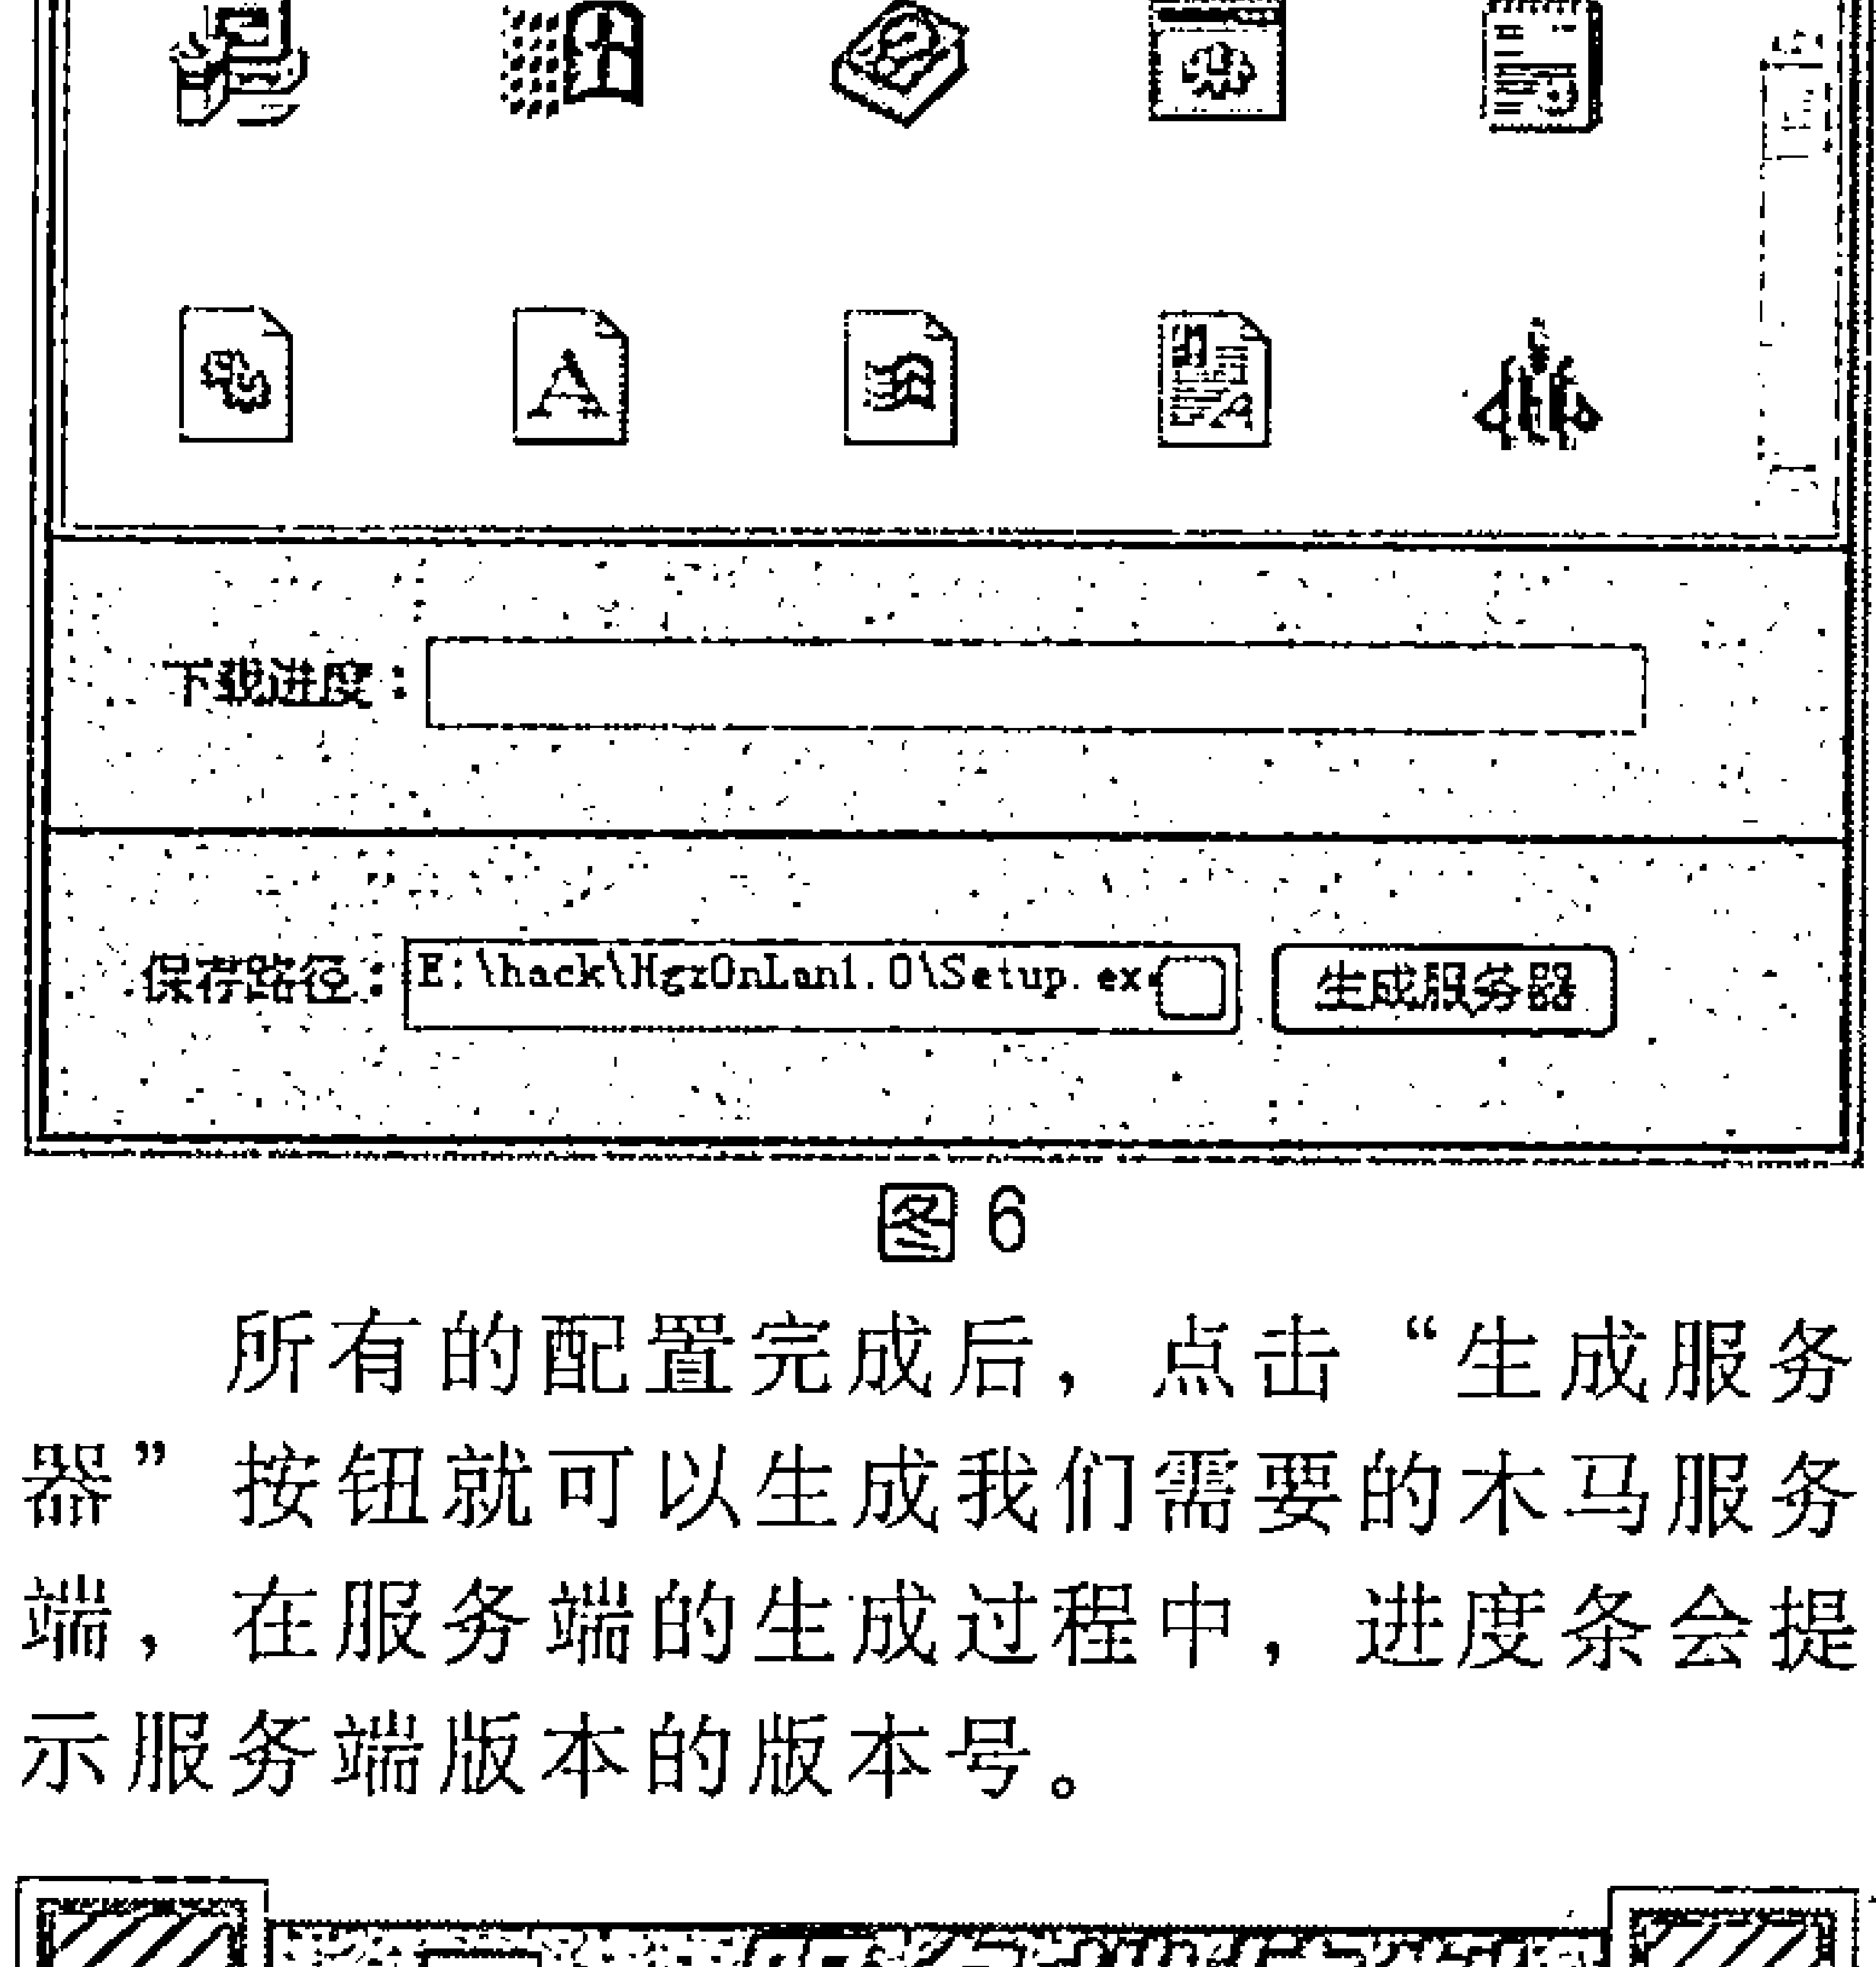 下载进度：
保存路径：E:\hack\HgzOnLan1.0\Setup.ex 生成服务器
图6
所有的配置完成后，点击“生成服务
器”按钮就可以生成我们需要的木马服务
端，在服务端的生成过程中，进度条会提
示服务端版本的版本号。